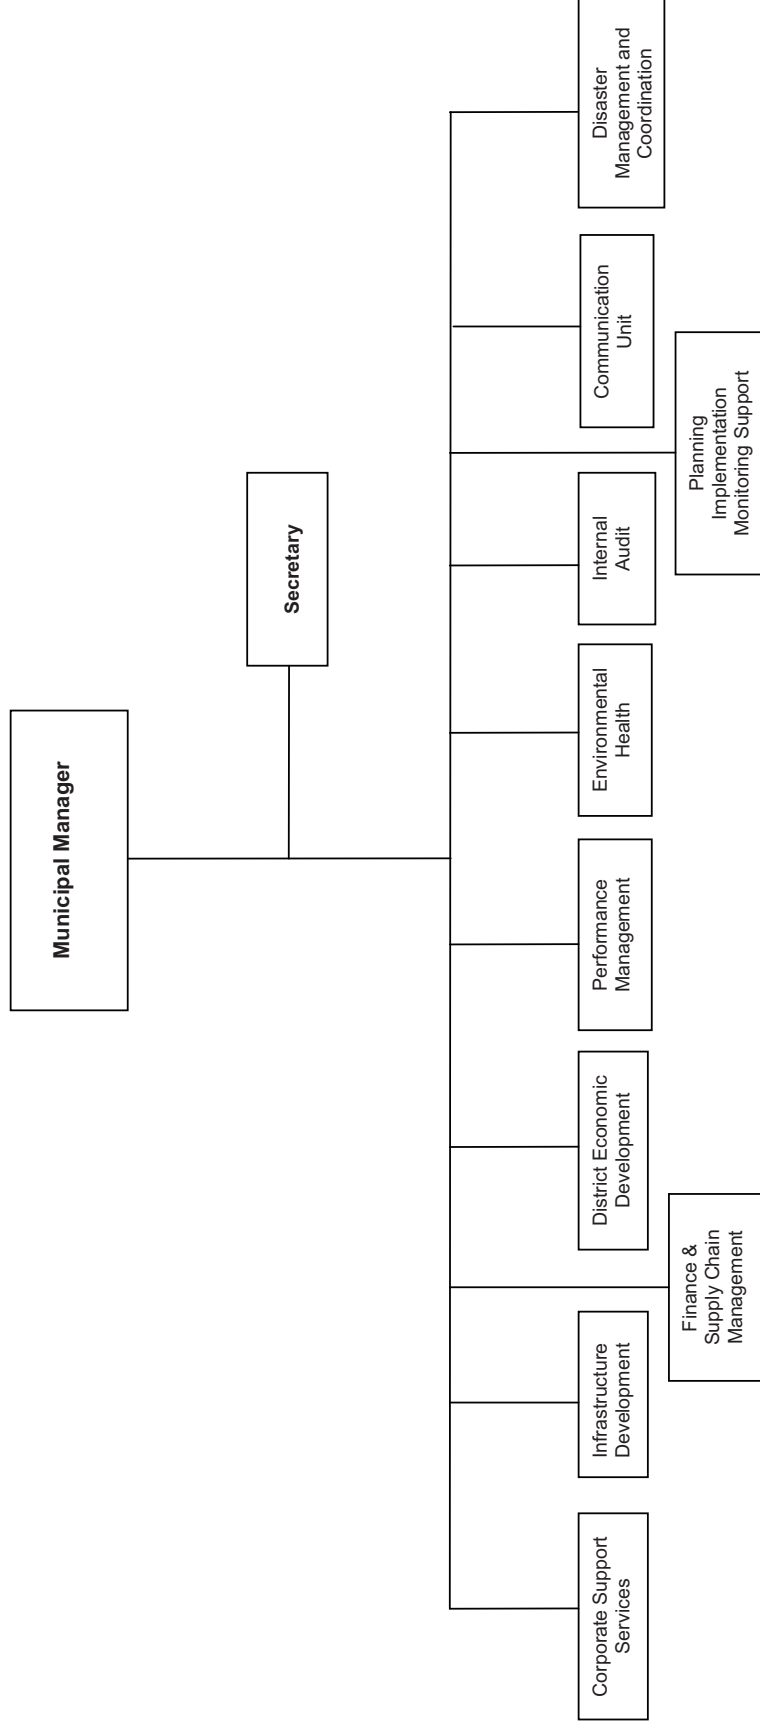 Municipal Manager
Secretary
Corporate Support
Services
Infrastructure
Development
Finance &
Supply Chain
Management
District Economic
Development
Performance
Management
Environmental
Health
Internal
Audit
Planning
Implementation
Monitoring Support
Communication
Unit
Disaster
Management and
Coordination